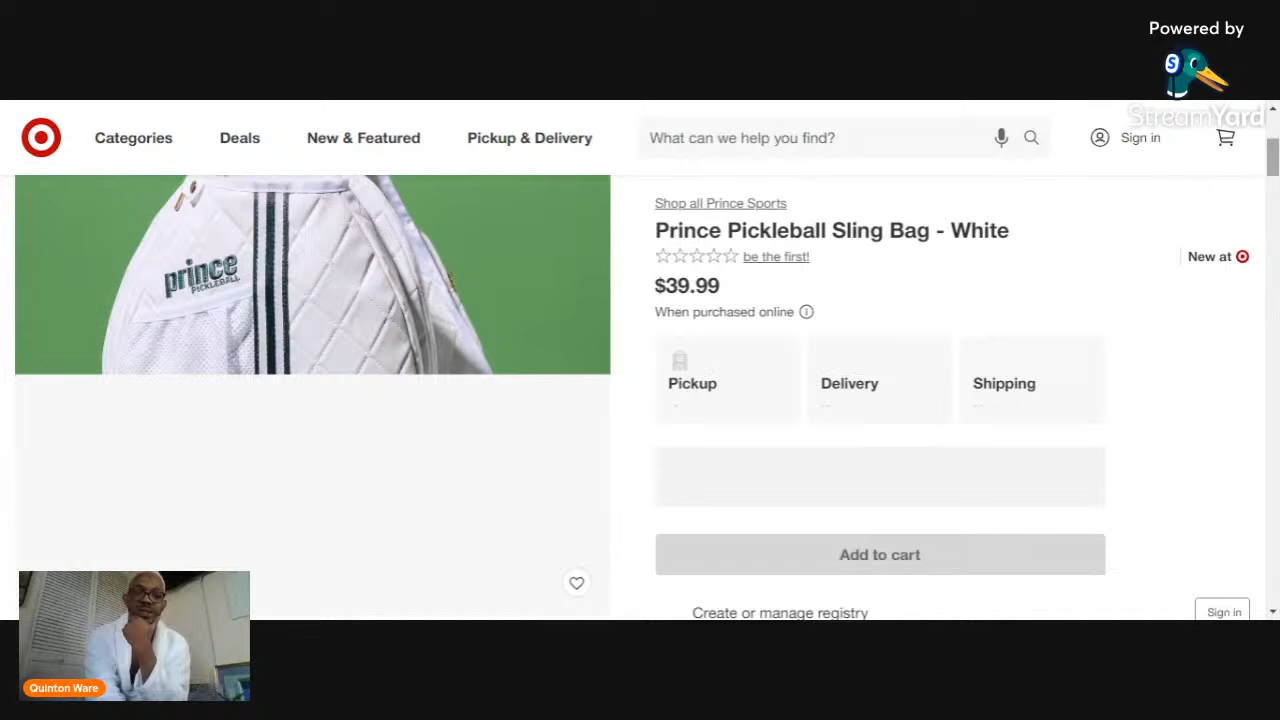 Powered by
S
StreamYard
Categories
Deals
New & Featured
Pickup & Delivery
What can we help you find?
Sign in
Shop all Prince Sports
Prince Pickleball Sling Bag - White
be the first!
New at
$39.99
When purchased online
prince
PICKLEBALL
Pickup
Delivery
Shipping
Add to cart
Create or manage registry
Sign in
Quinton Ware